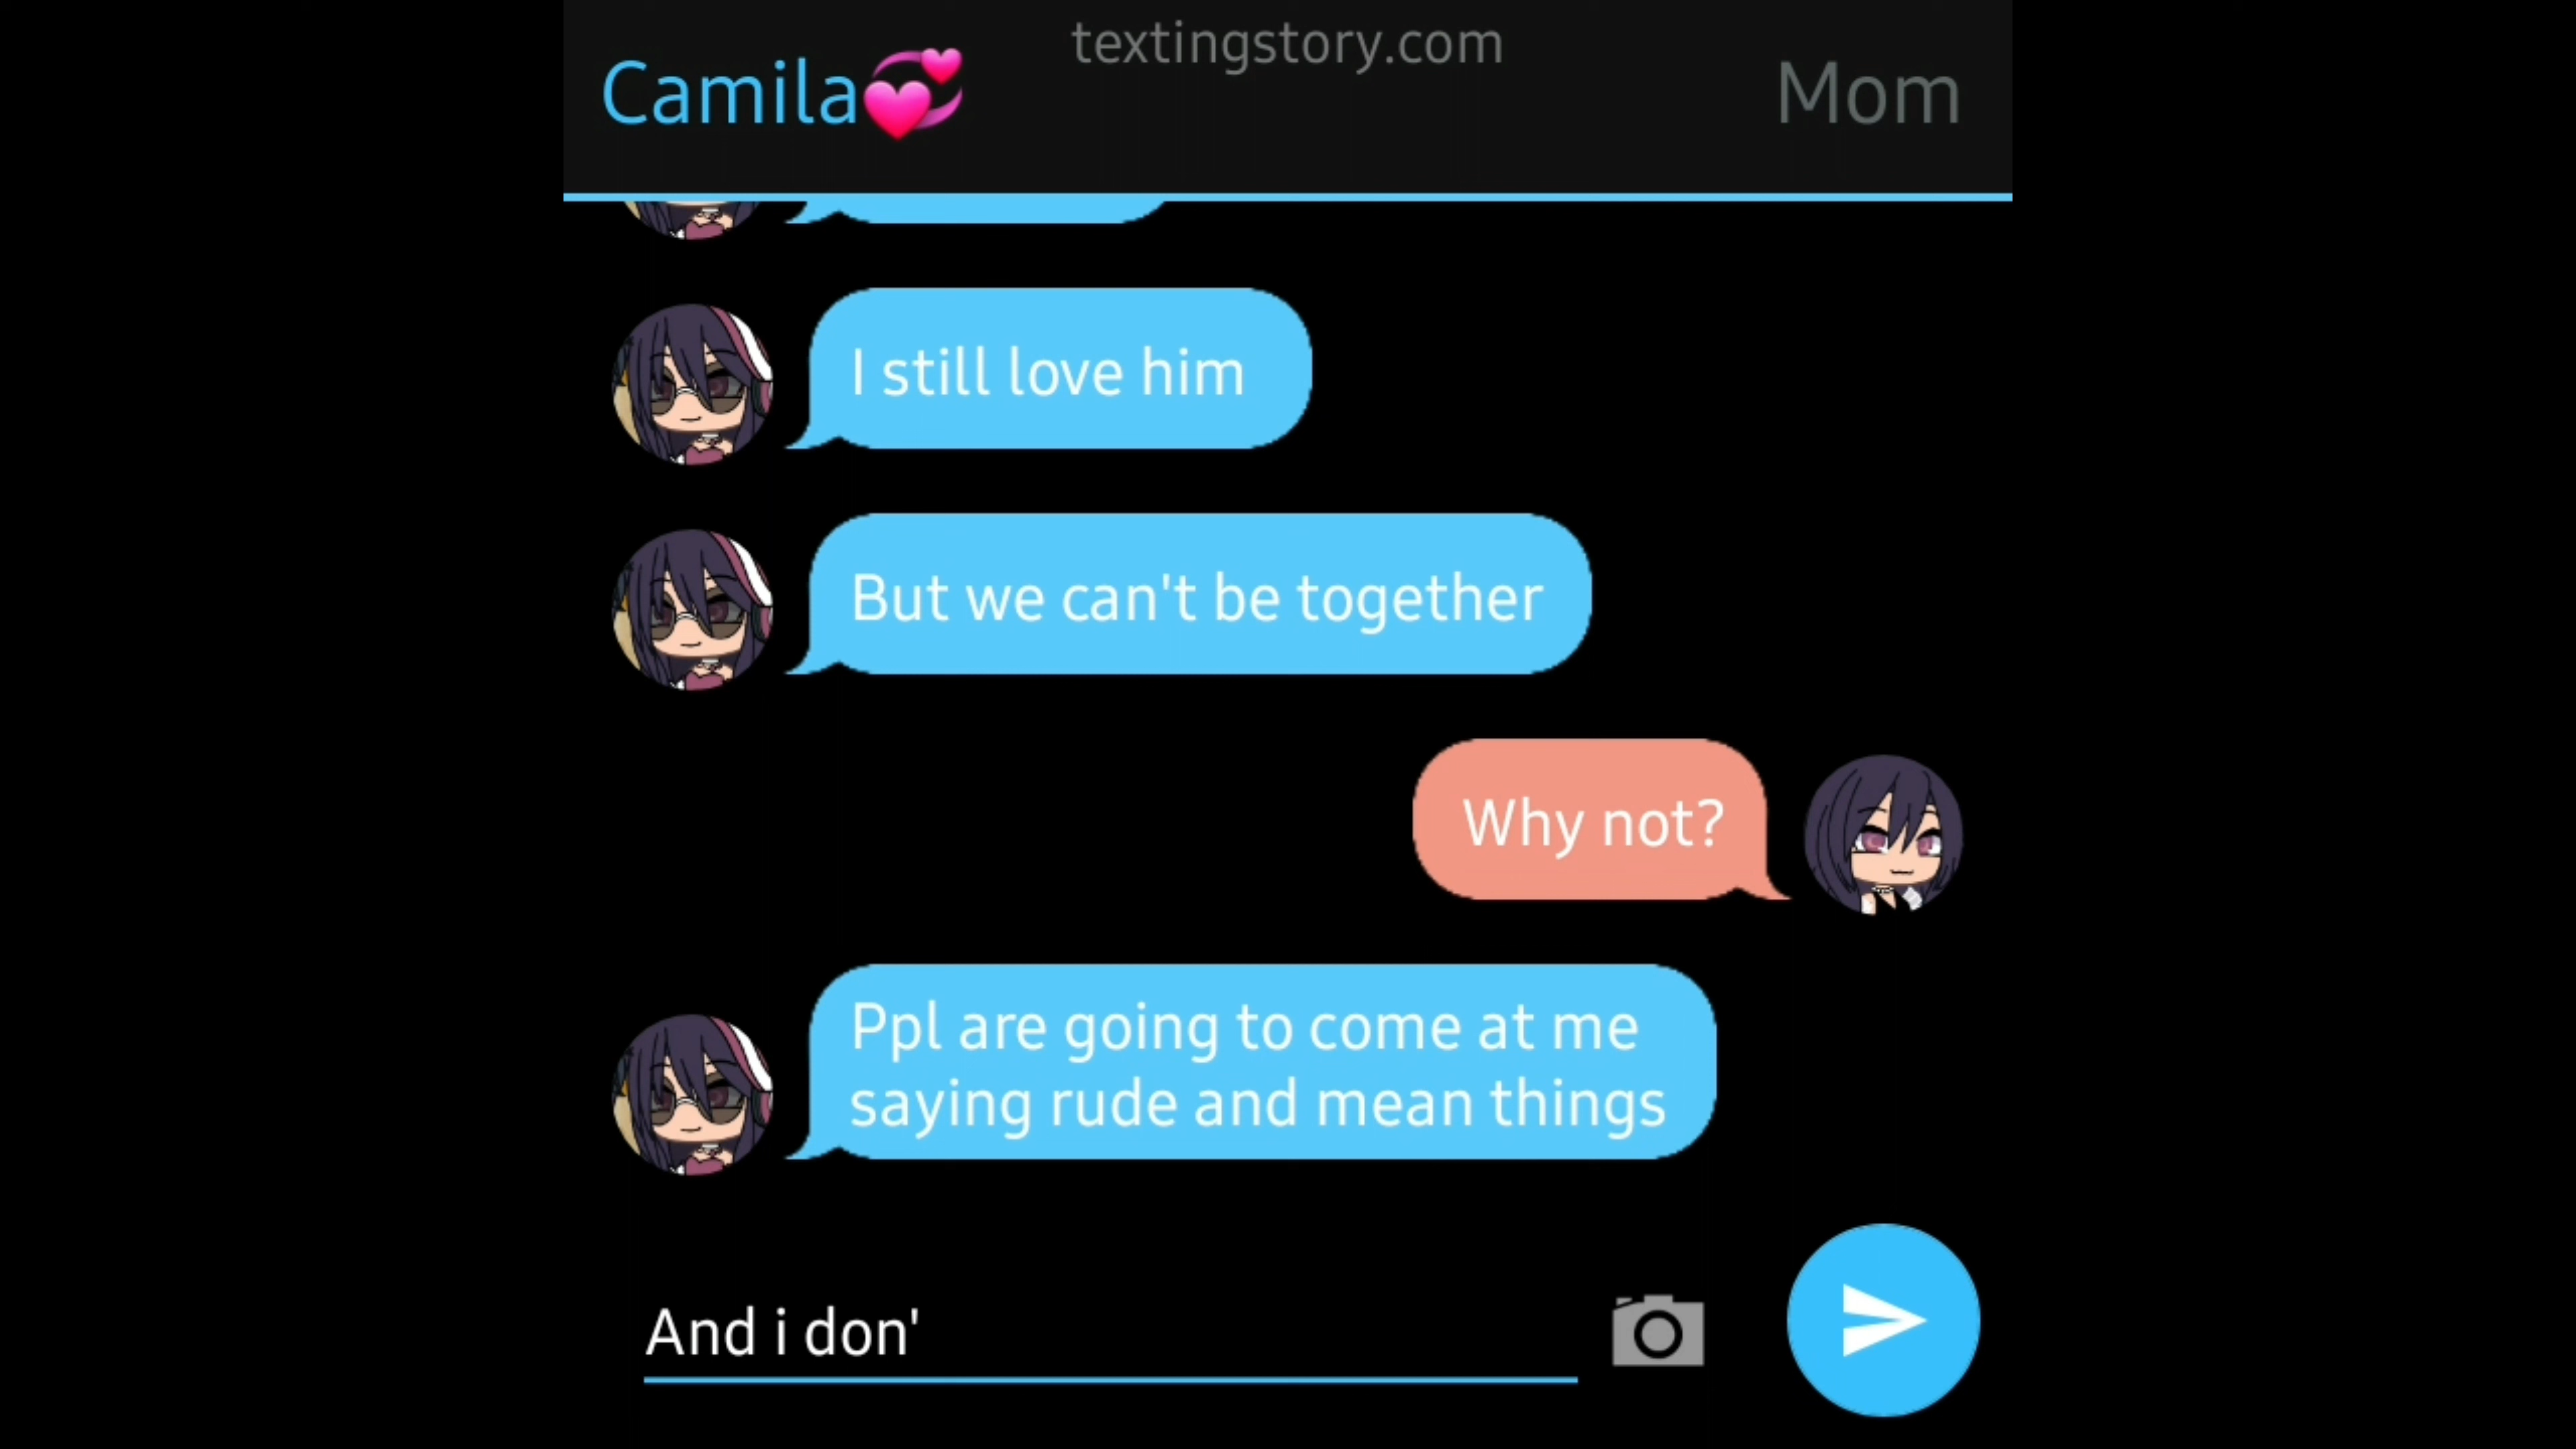 textingstory.com
Camila💞
Mom
I still love him
But we can't be together
Why not?
Ppl are going to come at me
saying rude and mean things
And i don'